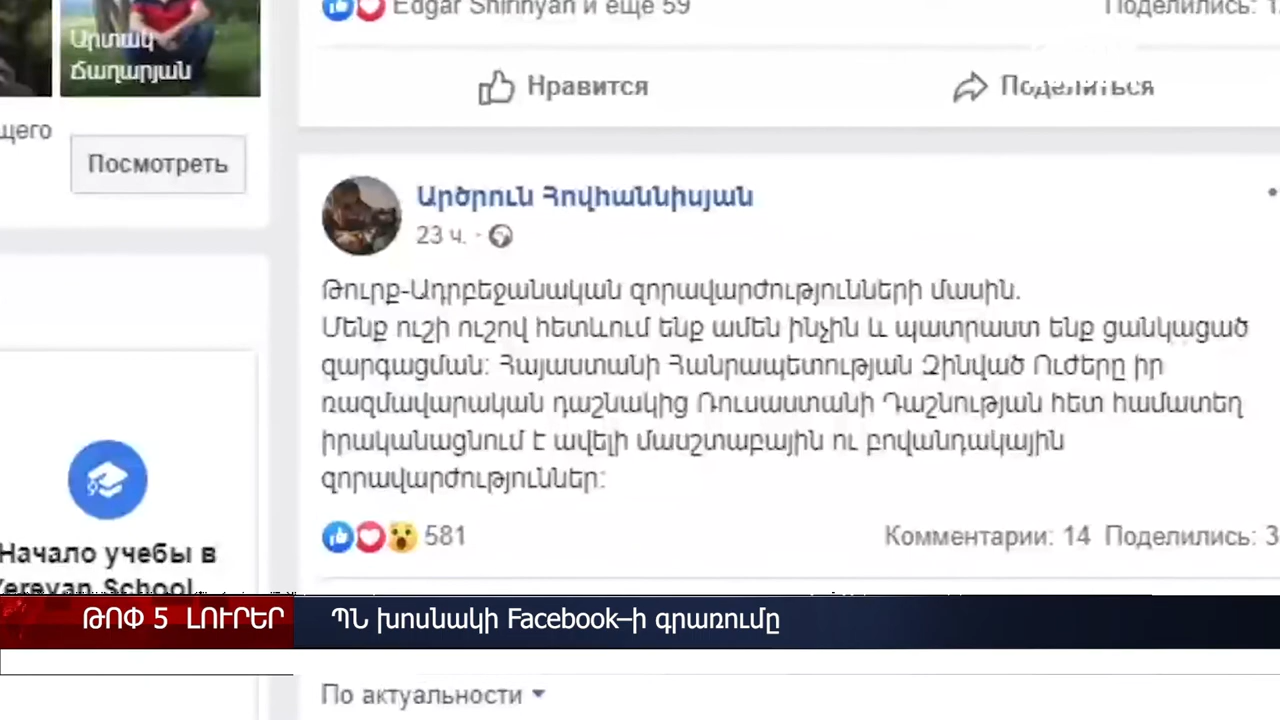 Edgar Shirinyan и ещё 59
Поделились: 1
Արտակ
Ճաղարյան
Нравится
Поделиться
щего
Посмотреть
Արծրուն Հովհաննիսյան
23 ч. ·
Թուրք-Ադրբեջանական զորավարժությունների մասին.
Մենք ուշի ուշով հետևում ենք ամեն ինչին և պատրաստ ենք ցանկացած
զարգացման: Հայաստանի Հանրապետության Զինված Ուժերը իր
ռազմավարական դաշնակից Ռուսաստանի Դաշնության հետ համատեղ
իրականացնում է ավելի մասշտաբային ու բովանդակային
զորավարժություններ:
581
Комментарии: 14 Поделились: 3
Начало учебы в
Yerevan School
ԹՈՓ 5 ԼՈՒՐԵՐ
ՊՆ խոսնակի Facebook–ի գրառումը
По актуальности